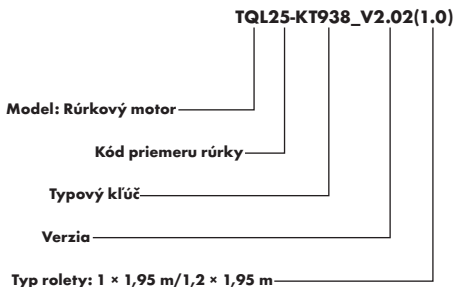 TQL25-KT938_V2.02(1.0)
Model: Rúrkový motor
Kód priemeru rúrky
Typový kľúč
Verzia
Typ rolety: 1 × 1,95 m/1,2 × 1,95 m